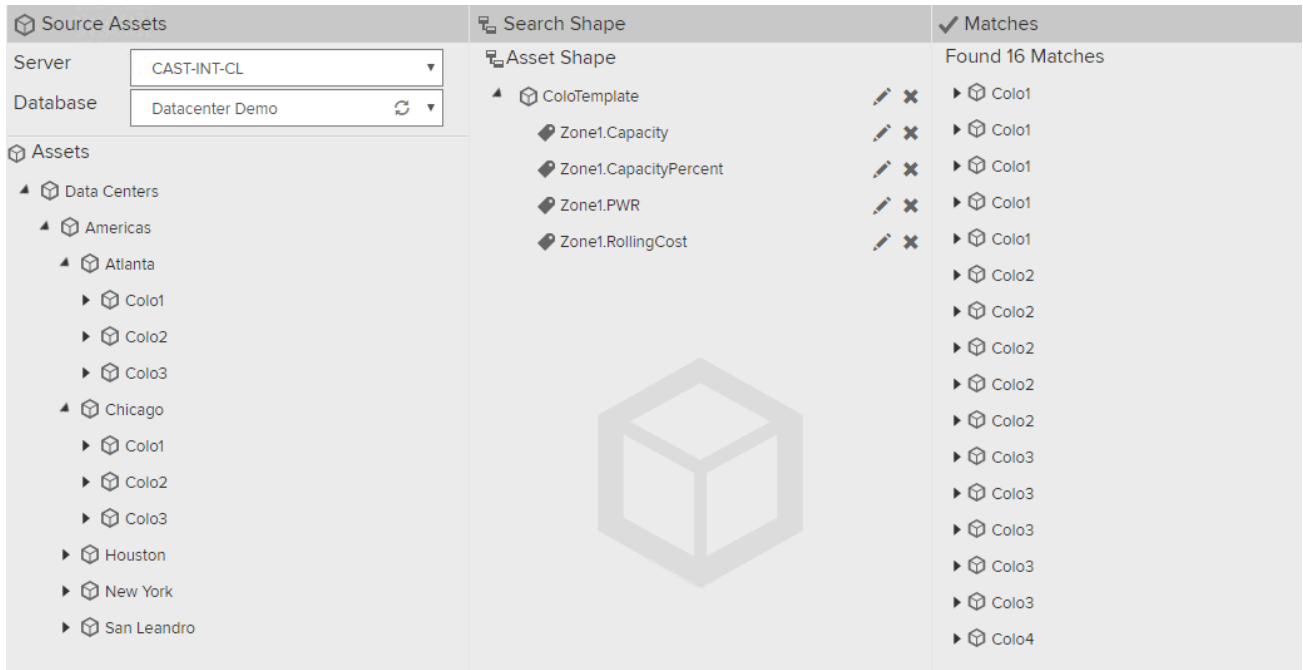 Source Assets
Server
CAST-INT-CL
Database
Datacenter Demo
Assets
Data Centers
Americas
Atlanta
Colo1
Colo2
Colo3
Chicago
Colo1
Colo2
Colo3
Houston
New York
San Leandro
Search Shape
Asset Shape
ColoTemplate
Zone1.Capacity
Zone1.CapacityPercent
Zone1.PWR
Zone1.RollingCost
Matches
Found 16 Matches
Colo1
Colo1
Colo1
Colo1
Colo1
Colo2
Colo2
Colo2
Colo2
Colo2
Colo3
Colo3
Colo3
Colo3
Colo3
Colo4